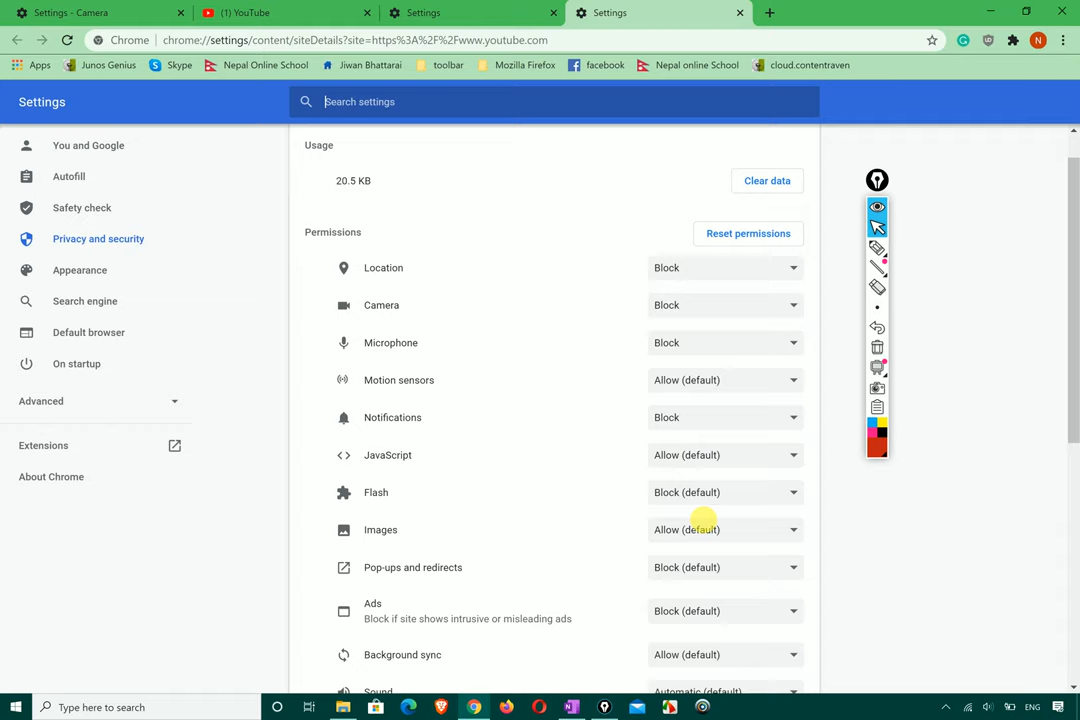 Settings - Camera
(1) YouTube
Settings
Settings
Chrome
chrome://settings/content/siteDetails?site=https%3A%2F%2Fwww.youtube.com
N
Apps
Junos Genius
Skype
Nepal Online School
Jiwan Bhattarai
toolbar
Mozilla Firefox
facebook
Nepal online School
cloud.contentraven
Settings
Search settings
You and Google
Autofill
Safety check
Privacy and security
Appearance
Search engine
Default browser
On startup
Advanced
Extensions
About Chrome
Usage
20.5 KB
Clear data
Permissions
Reset permissions
Location
Block
Camera
Block
Microphone
Block
Motion sensors
Allow (default)
Notifications
Block
JavaScript
Allow (default)
Flash
Block (default)
Images
Allow (default)
Pop-ups and redirects
Block (default)
Ads
Block if site shows intrusive or misleading ads
Block (default)
Background sync
Allow (default)
Sound
Automatic (default)
Type here to search
ENG